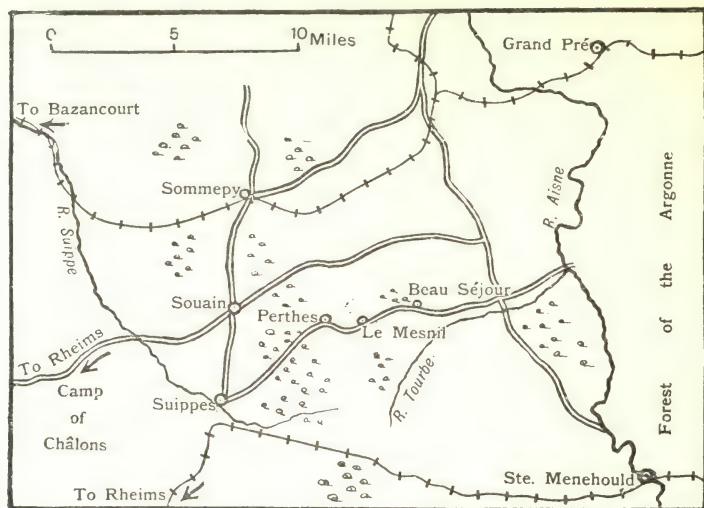 0 5 10 Miles
Grand Pré
To Bazancourt
Sommepy
R. Suippe
R. Aisne
Forest of the Argonne
Souain
Beau Séjour
Perthes
Le Mesnil
To Rheims
R. Tourbe.
Camp
of
Châlons
Suippes
Ste. Menehould
To Rheims